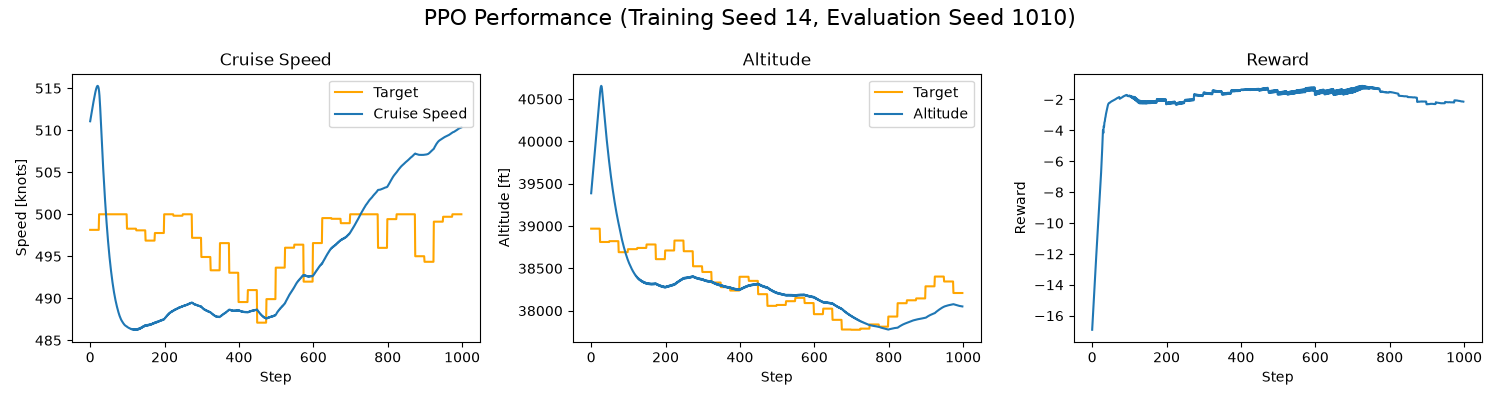 PPO Performance (Training Seed 14, Evaluation Seed 1010)
Cruise Speed
Speed [knots]
515
510
505
500
495
490
485
Target
Cruise Speed
0 200 400 600 800 1000
Step
Altitude
Altitude [ft]
40500
40000
39500
39000
38500
38000
Target
Altitude
0 200 400 600 800 1000
Step
Reward
Reward
−2
−4
−6
−8
−10
−12
−14
−16
0 200 400 600 800 1000
Step